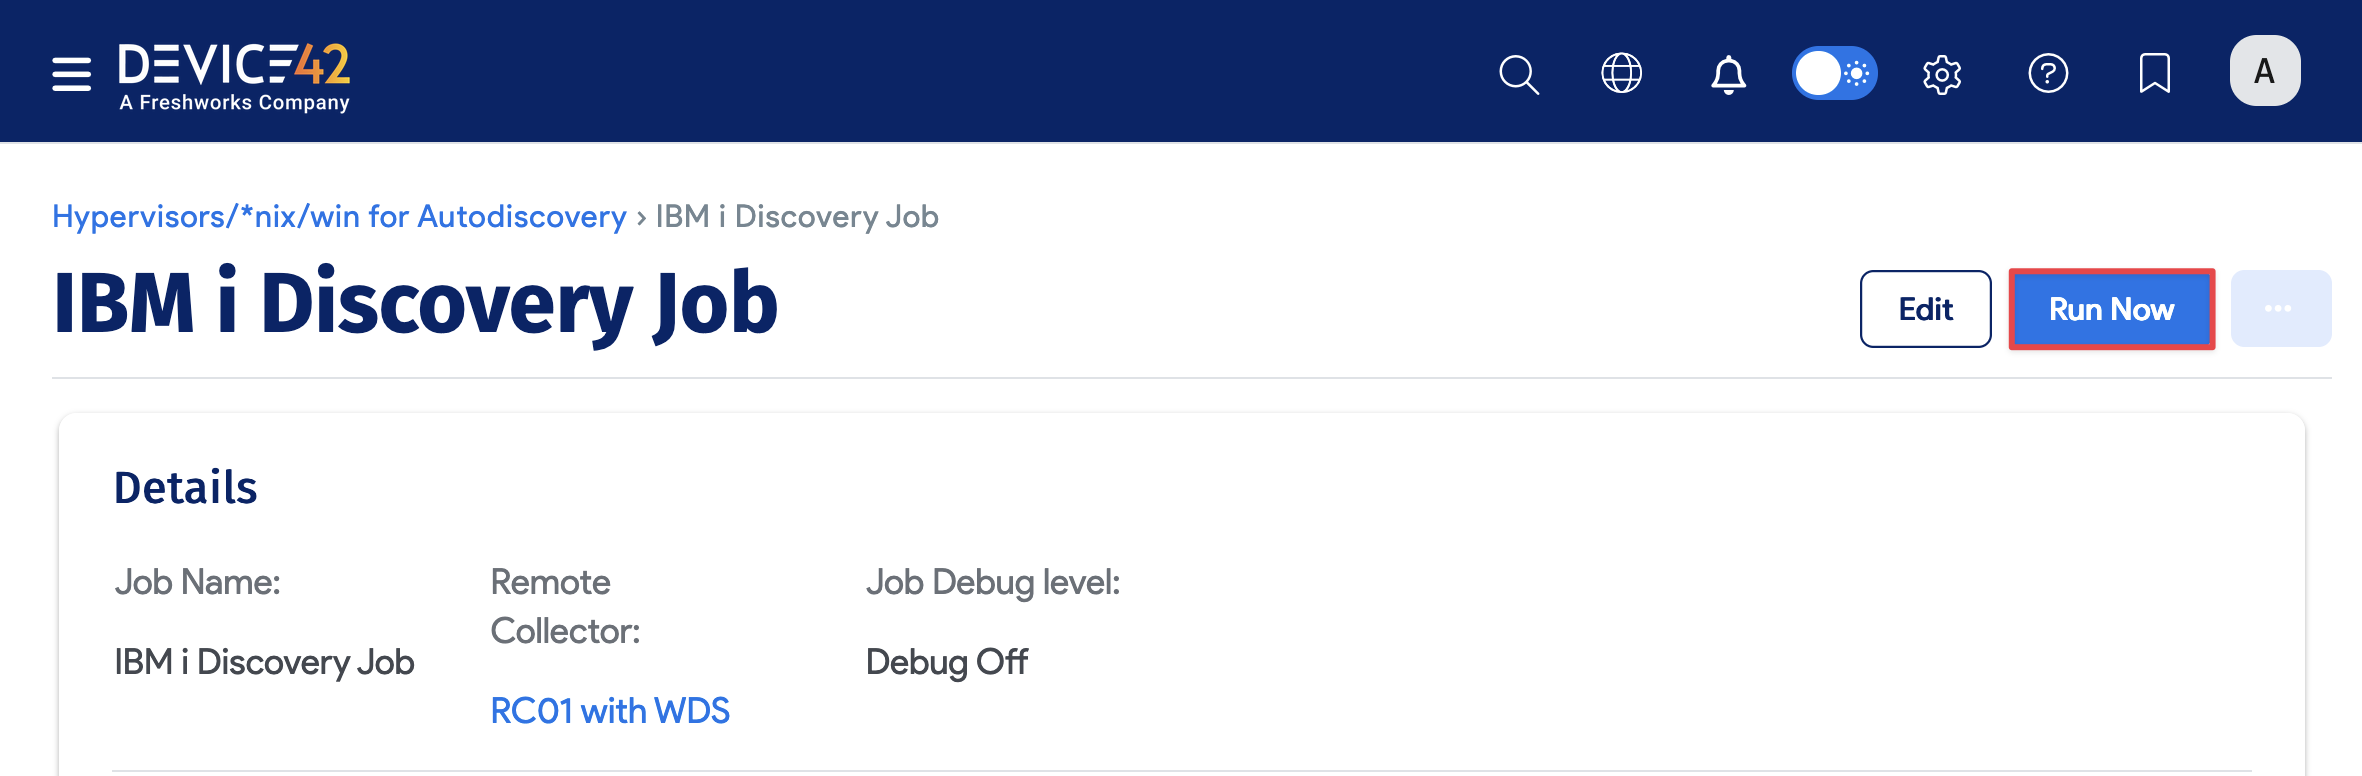 DEVICE42
A Freshworks Company
A
Hypervisors/*nix/win for Autodiscovery › IBM i Discovery Job
IBM i Discovery Job
Edit
Run Now
...
Details
Job Name:
IBM i Discovery Job
Remote
Collector:
RC01 with WDS
Job Debug level:
Debug Off